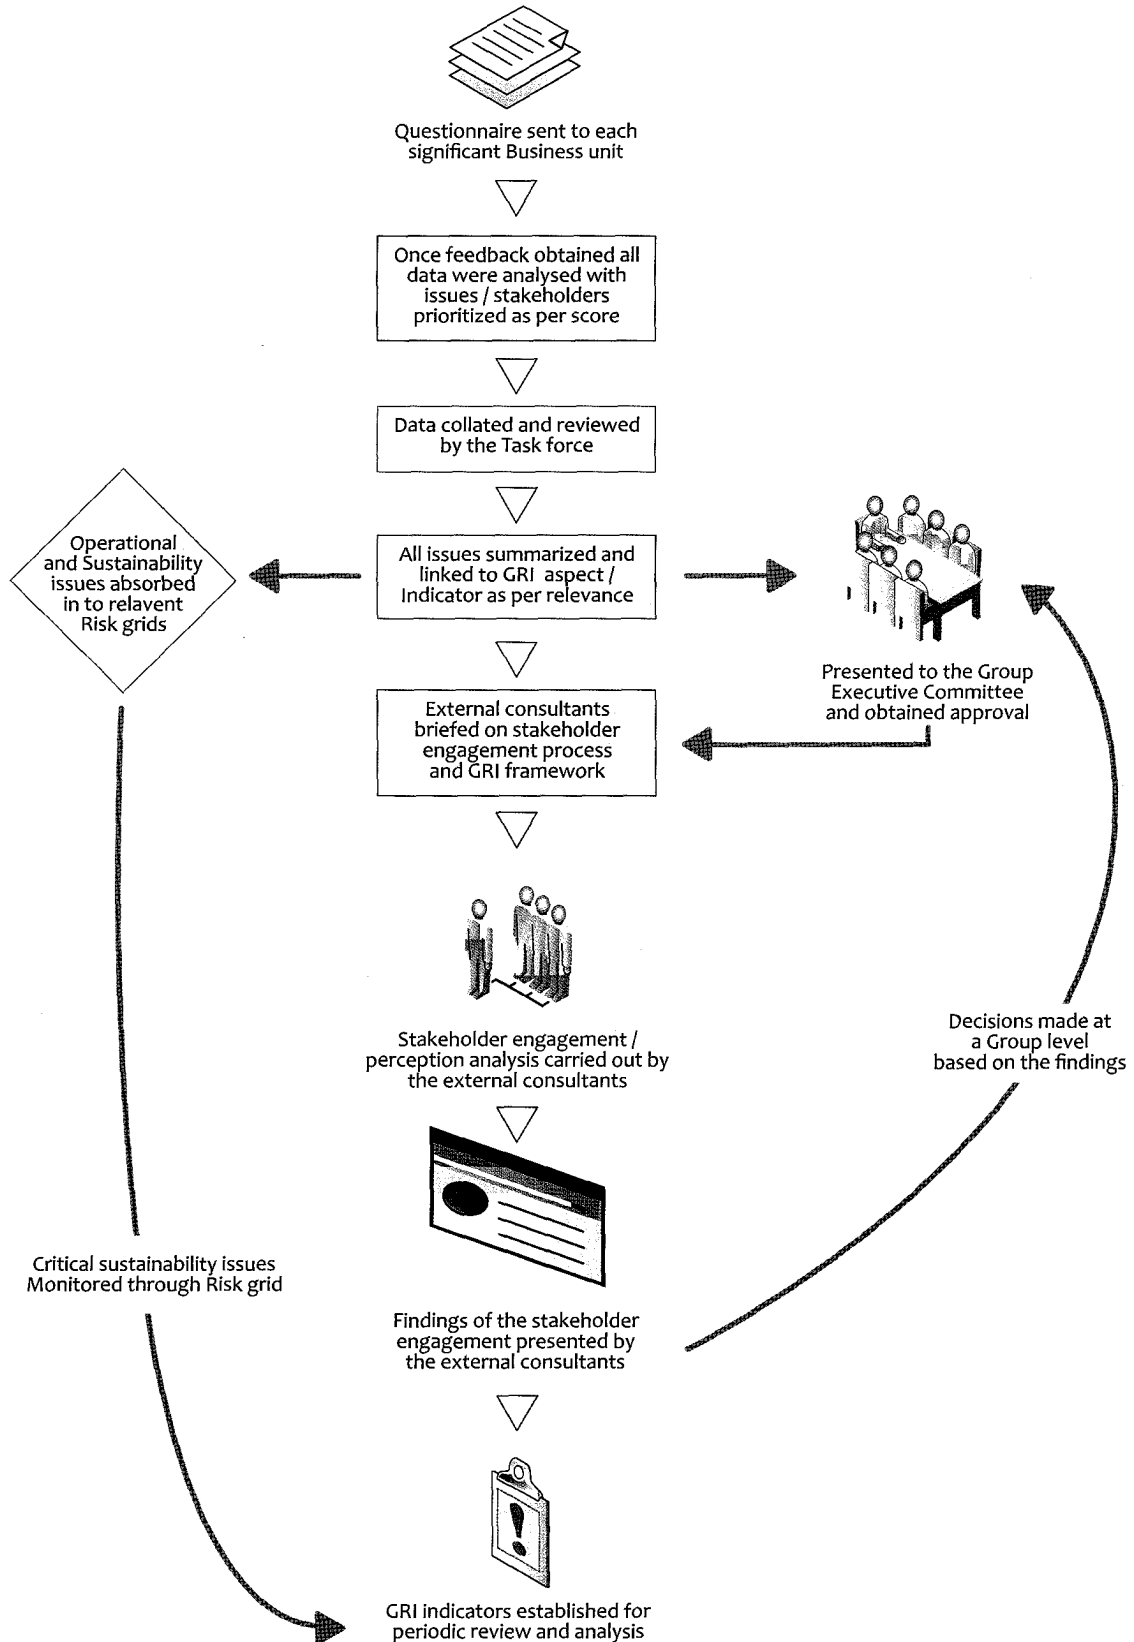 Questionnaire sent to each
significant Business unit
Once feedback obtained all
data were analysed with
issues / stakeholders
prioritized as per score
Data collated and reviewed
by the Task force
Operational
and Sustainability
issues absorbed
in to relavent
Risk grids
All issues summarized and
linked to GRI aspect /
Indicator as per relevance
Presented to the Group
Executive Committee
and obtained approval
External consultants
briefed on stakeholder
engagement process
and GRI framework
Stakeholder engagement /
perception analysis carried out by
the external consultants
Decisions made at
a Group level
based on the findings
Critical sustainability issues
Monitored through Risk grid
Findings of the stakeholder
engagement presented by
the external consultants
GRI indicators established for
periodic review and analysis